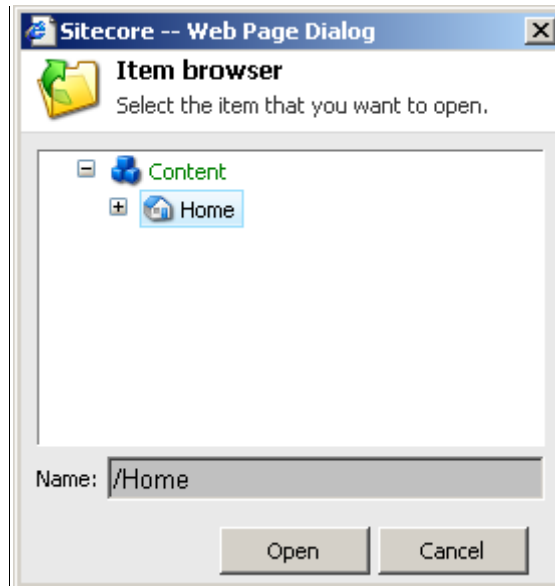 Sitecore -- Web Page Dialog
Item browser
Select the item that you want to open.
Content
Home
Name: /Home
Open Cancel